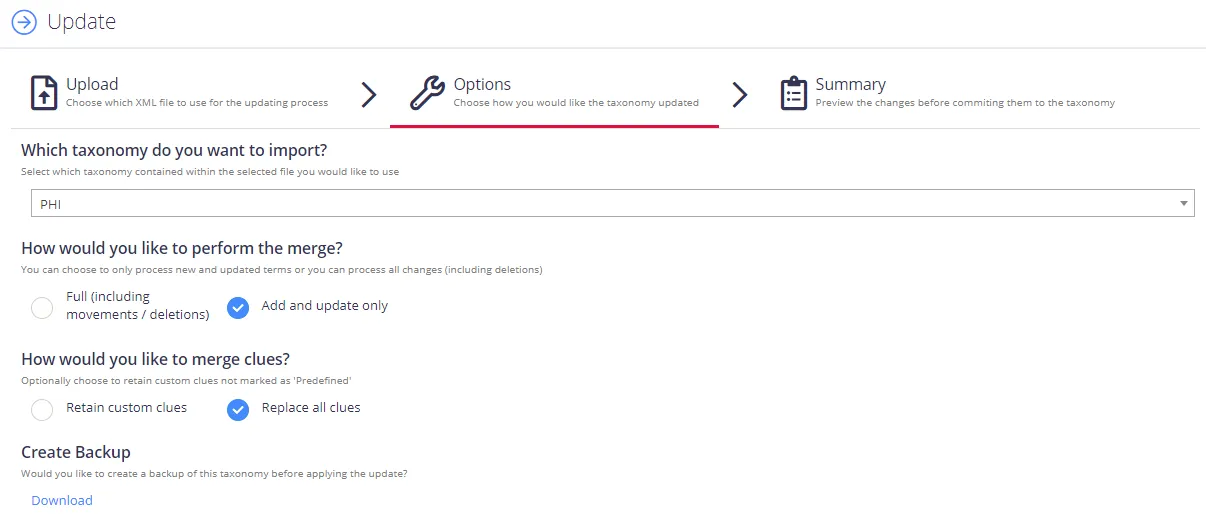 Update
Upload
Choose which XML file to use for the updating process
Options
Choose how you would like the taxonomy updated
Summary
Preview the changes before commiting them to the taxonomy
Which taxonomy do you want to import?
Select which taxonomy contained within the selected file you would like to use
PHI
How would you like to perform the merge?
You can choose to only process new and updated terms or you can process all changes (including deletions)
Full (including
movements / deletions)
Add and update only
How would you like to merge clues?
Optionally choose to retain custom clues not marked as 'Predefined'
Retain custom clues
Replace all clues
Create Backup
Would you like to create a backup of this taxonomy before applying the update?
Download